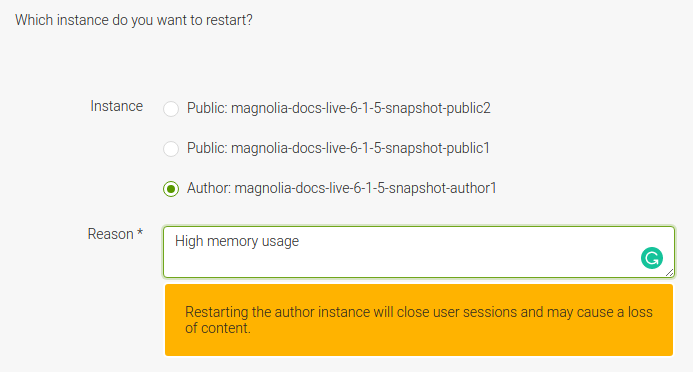 Which instance do you want to restart?
Instance
Public: magnolia-docs-live-6-1-5-snapshot-public2
Public: magnolia-docs-live-6-1-5-snapshot-public1
Author: magnolia-docs-live-6-1-5-snapshot-author1
Reason *
High memory usage
Restarting the author instance will close user sessions and may cause a loss
of content.